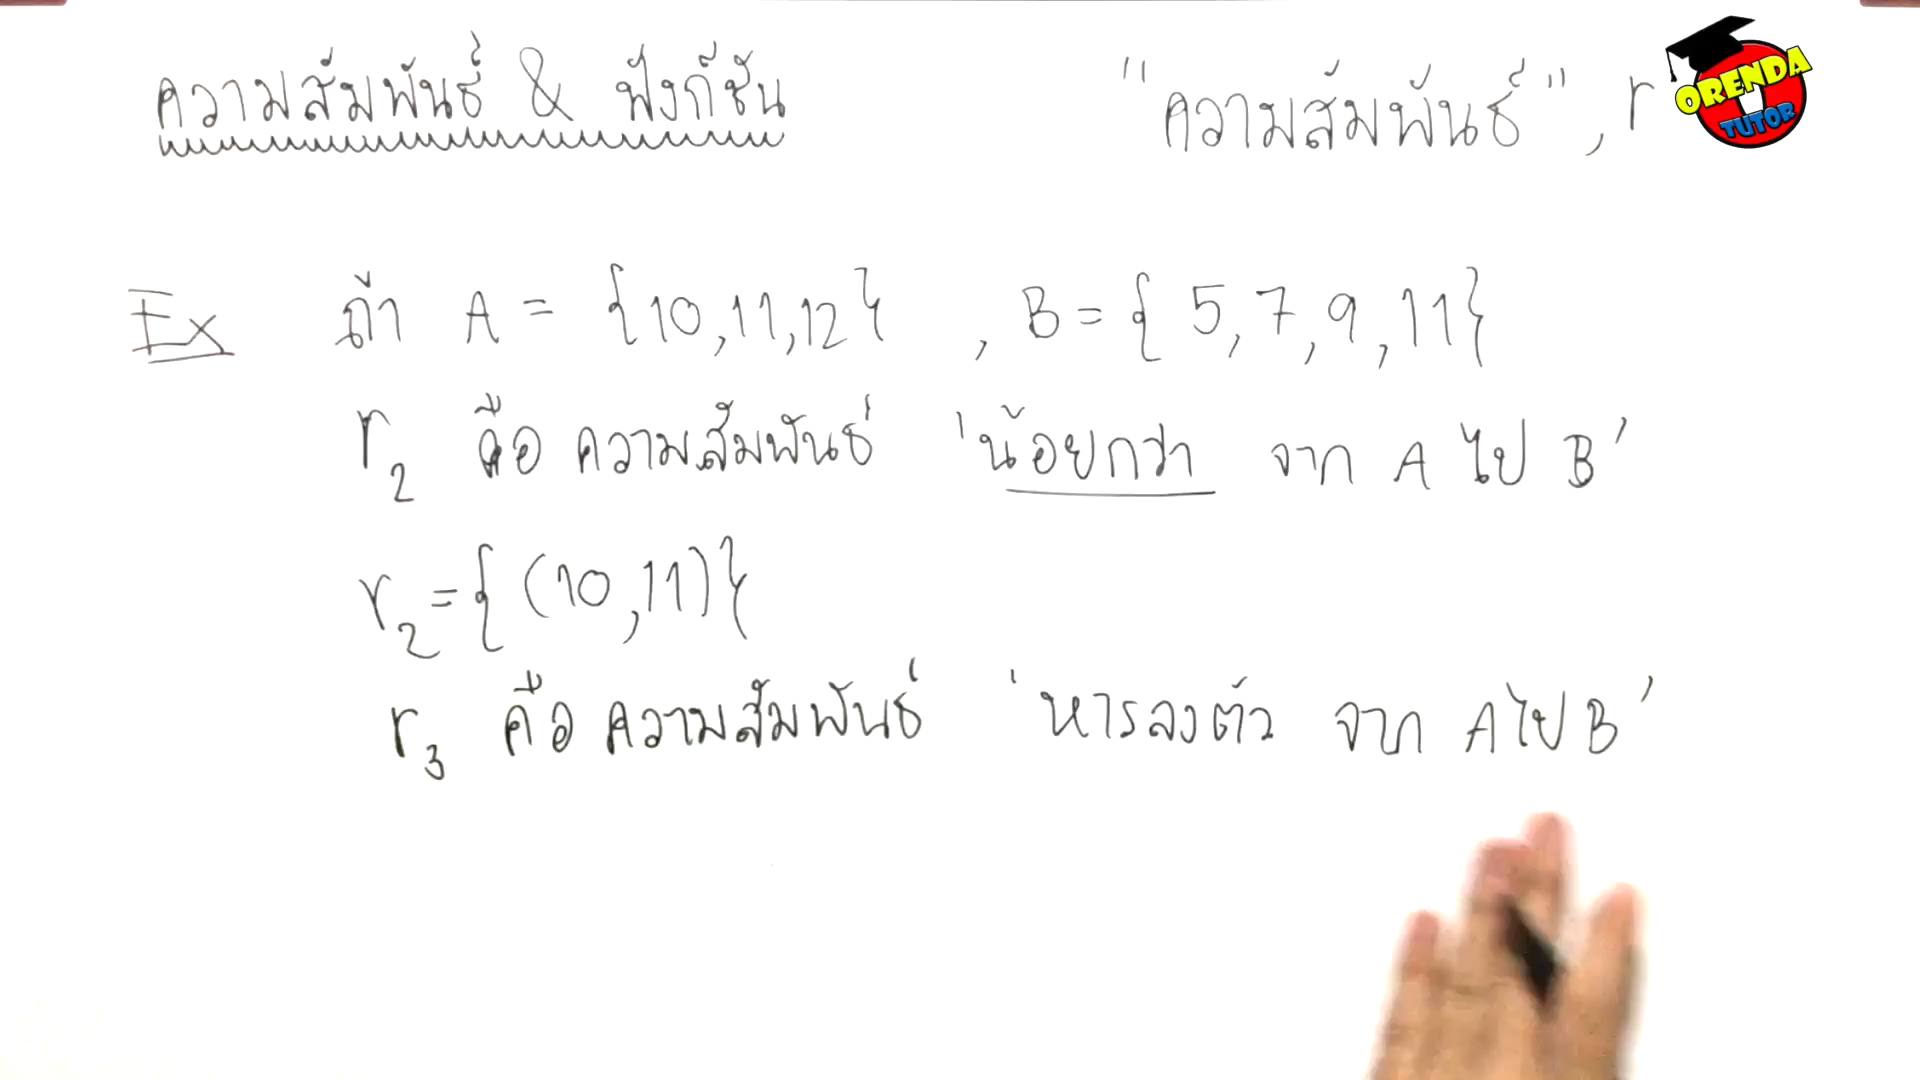 ความสัมพันธ์ & ฟังก์ชัน
"ความสัมพันธ์", r
ORENDA
TUTOR
Ex ถ้า A = {10, 11, 12} , B = { 5, 7, 9, 11}
r2 คือ ความสัมพันธ์ 'น้อยกว่า จาก A ไป B'
r2 = { (10, 11) }
r3 คือ ความสัมพันธ์ 'หารลงตัว จาก A ไป B'